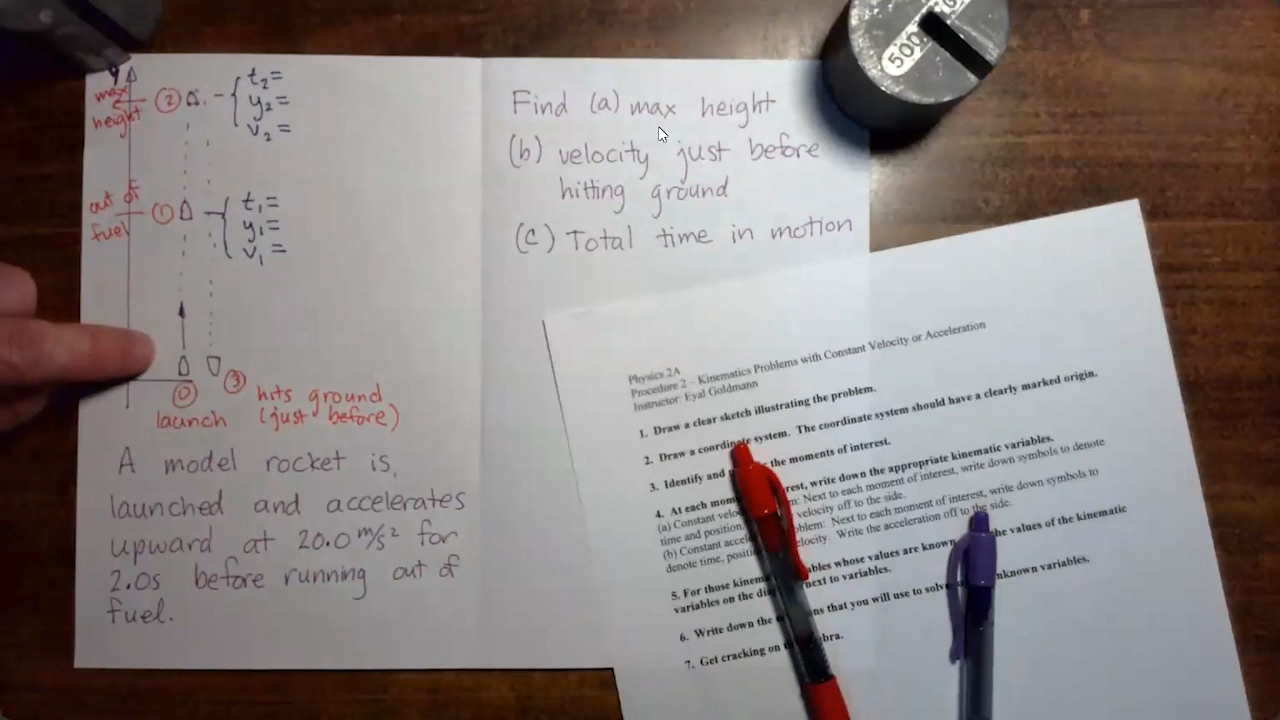 y
max
height
② { t₂=
y₂=
v₂=
out of
fuel
① { t₁=
y₁=
v₁=
⓪
launch
③ hits ground
(just before)
A model rocket is
launched and accelerates
upward at 20.0 m/s² for
2.0s before running out of
fuel.
Find (a) max height
(b) velocity just before
hitting ground
(c) Total time in motion
500
Physics 2A
Procedure 2 – Kinematics Problems with Constant Velocity or Acceleration
Instructor: Eyal Goldmann
1. Draw a clear sketch illustrating the problem.
2. Draw a coordinate system. The coordinate system should have a clearly marked origin.
3. Identify and the moments of interest.
4. At each write down the appropriate kinematic variables.
(a) Constant Next to each moment of interest, write down symbols to denote
time and position. velocity off to the side.
(b) Constant Next to each moment of interest, write down symbols to
denote time, Write the acceleration off to the side.
5. For those whose values are known the values of the kinematic
variables on the next to variables.
6. Write down the that you will use to solve unknown variables.
7. Get cracking on